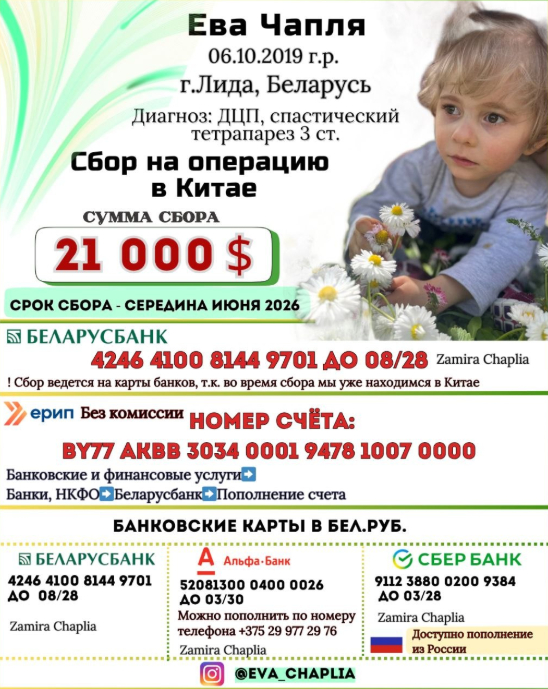 Ева Чапля
06.10.2019 г.р.
г.Лида, Беларусь
Диагноз: ДЦП, спастический
тетрапарез 3 ст.
Сбор на операцию
в Китае
СУММА СБОРА
21 000 $
СРОК СБОРА - СЕРЕДИНА ИЮНЯ 2026
БЕЛАРУСБАНК
4246 4100 8144 9701 ДО 08/28 Zamira Chaplia
! Сбор ведется на карты банков, т.к. во время сбора мы уже находимся в Китае
ерип Без комиссии НОМЕР СЧЁТА:
BY77 AKBB 3034 0001 9478 1007 0000
Банковские и финансовые услуги➡
Банки, НКФО➡Беларусбанк➡Пополнение счета
БАНКОВСКИЕ КАРТЫ В БЕЛ.РУБ.
БЕЛАРУСБАНК
4246 4100 8144 9701
ДО 08/28
Zamira Chaplia
А Альфа·Банк
52081300 0400 0026
ДО 03/30
Можно пополнить по номеру
телефона +375 29 977 29 76
Zamira Chaplia
СБЕР БАНК
9112 3880 0200 9384
ДО 03/28
Zamira Chaplia
Доступно пополнение
из России
@EVA_CHAPLIA